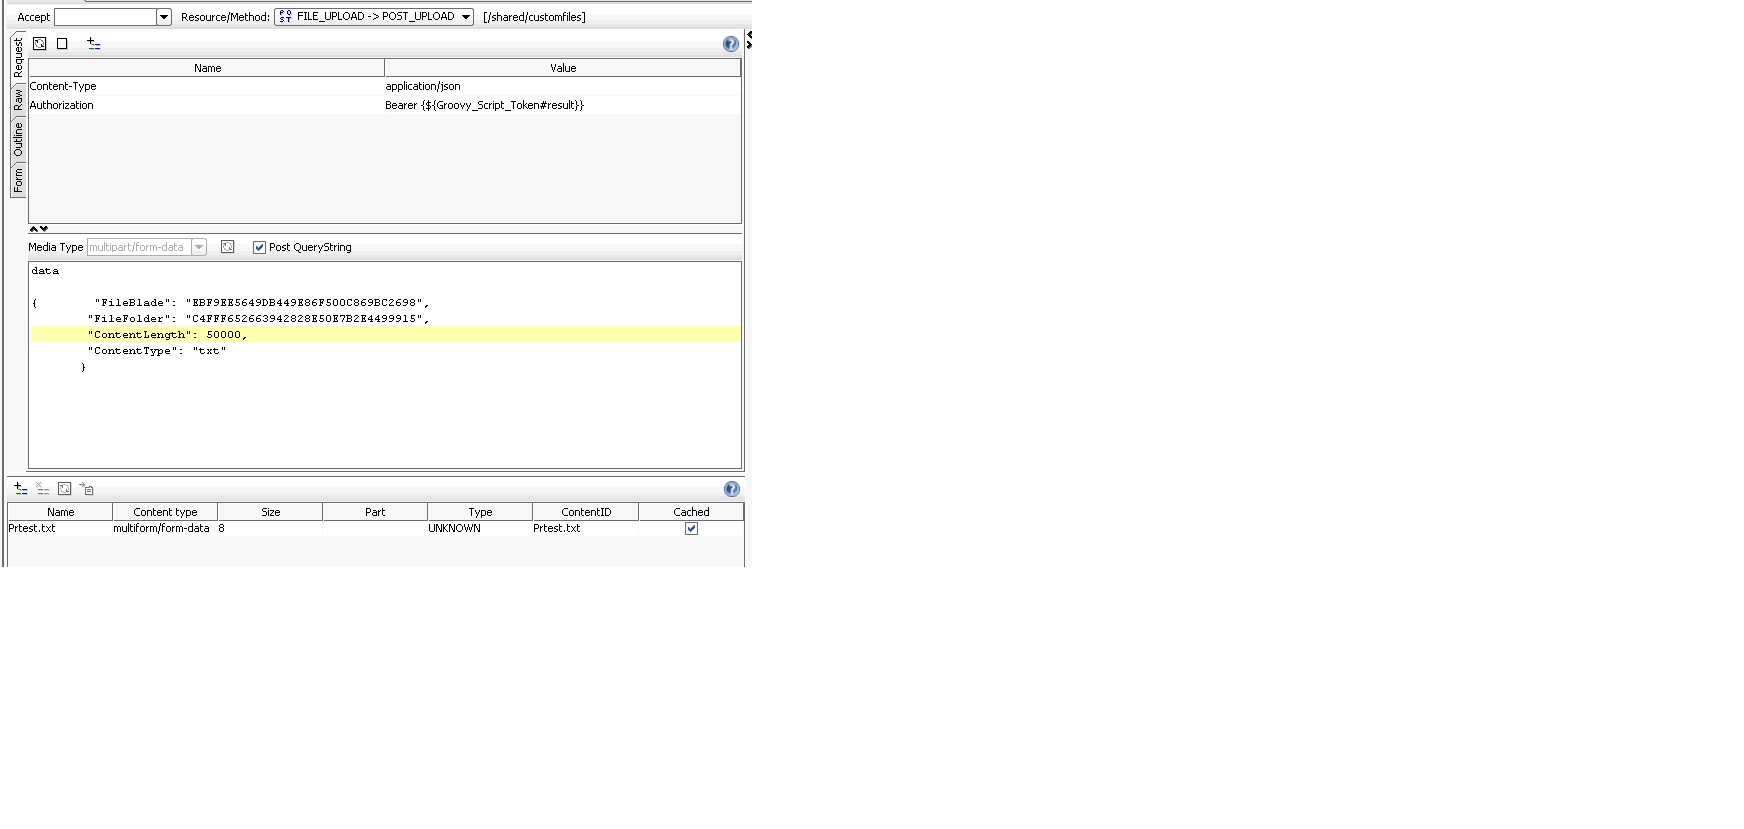 Accept Resource/Method: POST FILE_UPLOAD -> POST_UPLOAD [/shared/customfiles]
Request
Raw
Outline
Form
Name Value
Content-Type application/json
Authorization Bearer {${Groovy_Script_Token#result}}
Media Type multipart/form-data Post QueryString
data
{ "FileBlade": "EBF9EE5649DB449E86F500C869BC2698",
"FileFolder": "C4FFF652663942828E50E7B2E4499915",
"ContentLength": 50000,
"ContentType": "txt"
}
Name Content type Size Part Type ContentID Cached
Prtest.txt multiform/form-data 8 UNKNOWN Prtest.txt